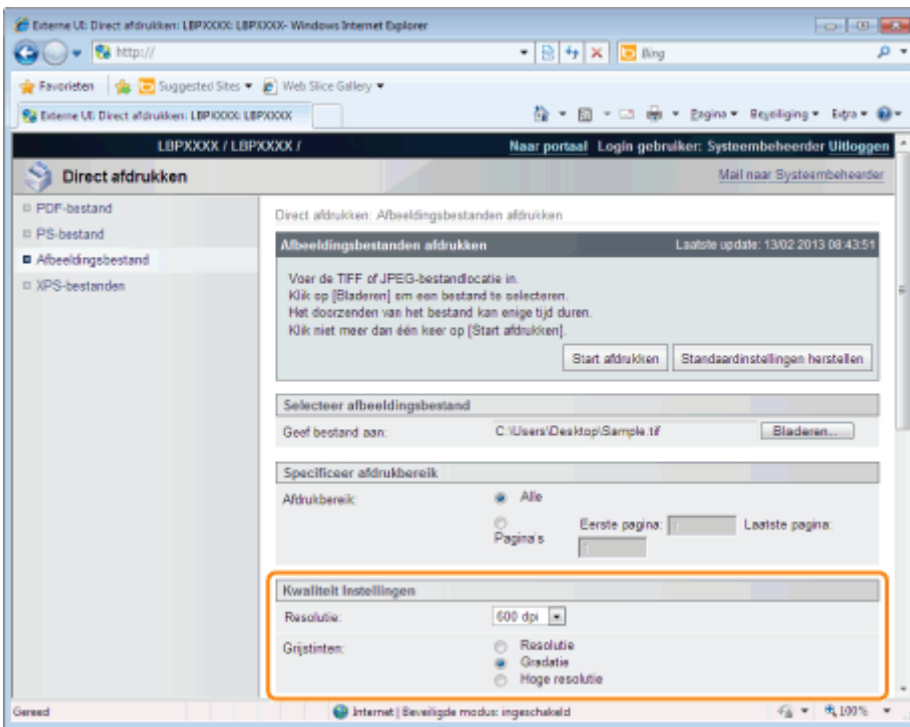 Externe UI: Direct afdrukken: LBPXXXX: LBPXXXX- Windows Internet Explorer
http://
Bing
Favorieten Suggested Sites Web Slice Gallery
Externe UI: Direct afdrukken: LBPXXXX: LBPXXXX
Pagina Beveiliging Extra
LBPXXXX / LBPXXXX / Naar portaal Login gebruiker: Systeembeheerder Uitloggen
Direct afdrukken Mail naar Systeembeheerder
PDF-bestand
PS-bestand
Afbeeldingsbestand
XPS-bestanden
Direct afdrukken: Afbeeldingsbestanden afdrukken
Afbeeldingsbestanden afdrukken Laatste update: 13/02 2013 08:43:51
Voer de TIFF of JPEG-bestandlocatie in.
Klik op [Bladeren] om een bestand te selecteren.
Het doorzenden van het bestand kan enige tijd duren.
Klik niet meer dan één keer op [Start afdrukken].
Start afdrukken Standaardinstellingen herstellen
Selecteer afbeeldingsbestand
Geef bestand aan: C:\Users\Desktop\Sample.tif Bladeren...
Specificeer afdrukbereik
Afdrukbereik: Alle
Pagina's Eerste pagina: 1 Laatste pagina:
1
Kwaliteit Instellingen
Resolutie: 600 dpi
Grijstinten: Resolutie
Gradatie
Hoge resolutie
Gereed Internet | Beveiligde modus: ingeschakeld 100%